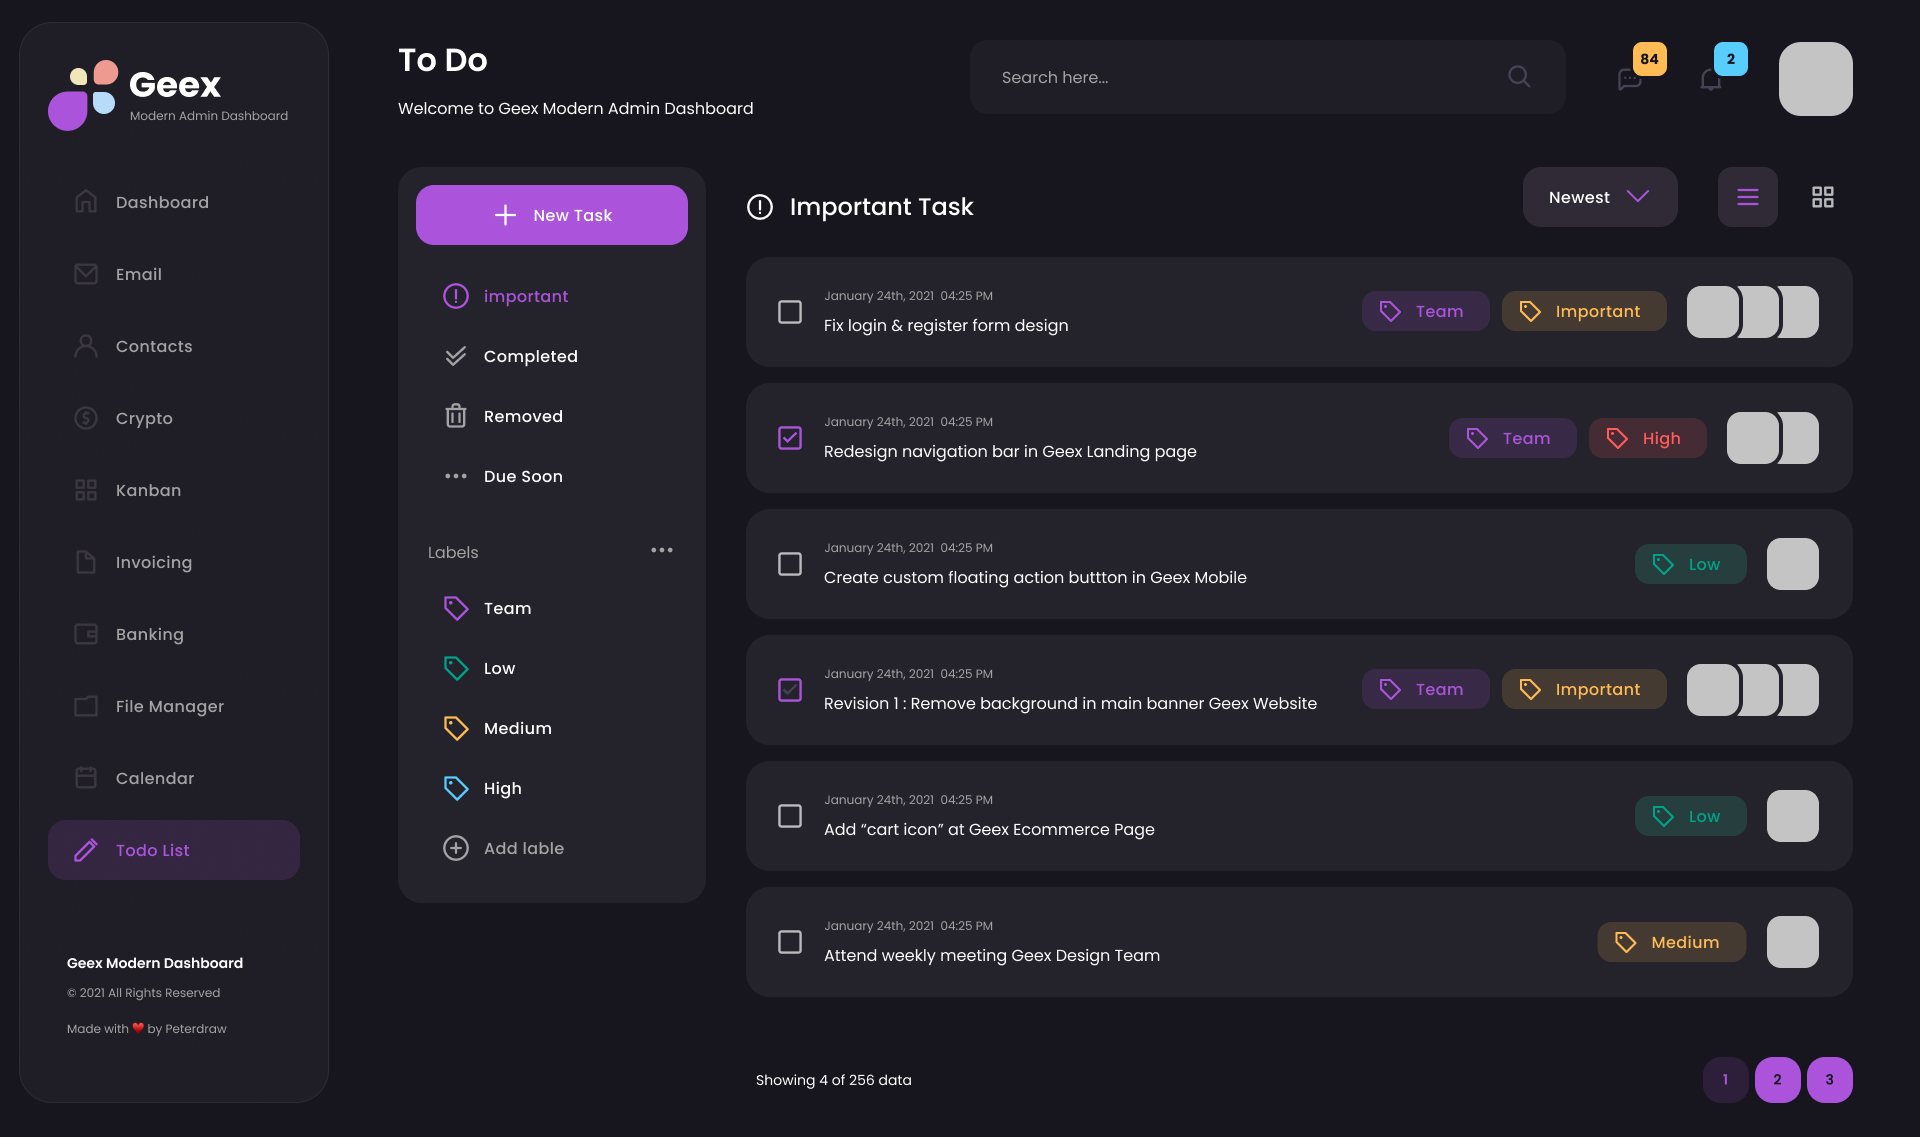 Geex
Modern Admin Dashboard
Dashboard
Email
Contacts
Crypto
Kanban
Invoicing
Banking
File Manager
Calendar
Todo List
Geex Modern Dashboard
© 2021 All Rights Reserved
Made with ❤️ by Peterdraw
To Do
Welcome to Geex Modern Admin Dashboard
Search here...
84
2
New Task
important
Completed
Removed
Due Soon
Labels
Team
Low
Medium
High
Add lable
Important Task
Newest
January 24th, 2021 04:25 PM
Fix login & register form design
Team
Important
January 24th, 2021 04:25 PM
Redesign navigation bar in Geex Landing page
Team
High
January 24th, 2021 04:25 PM
Create custom floating action buttton in Geex Mobile
Low
January 24th, 2021 04:25 PM
Revision 1 : Remove background in main banner Geex Website
Team
Important
January 24th, 2021 04:25 PM
Add “cart icon” at Geex Ecommerce Page
Low
January 24th, 2021 04:25 PM
Attend weekly meeting Geex Design Team
Medium
Showing 4 of 256 data
1
2
3